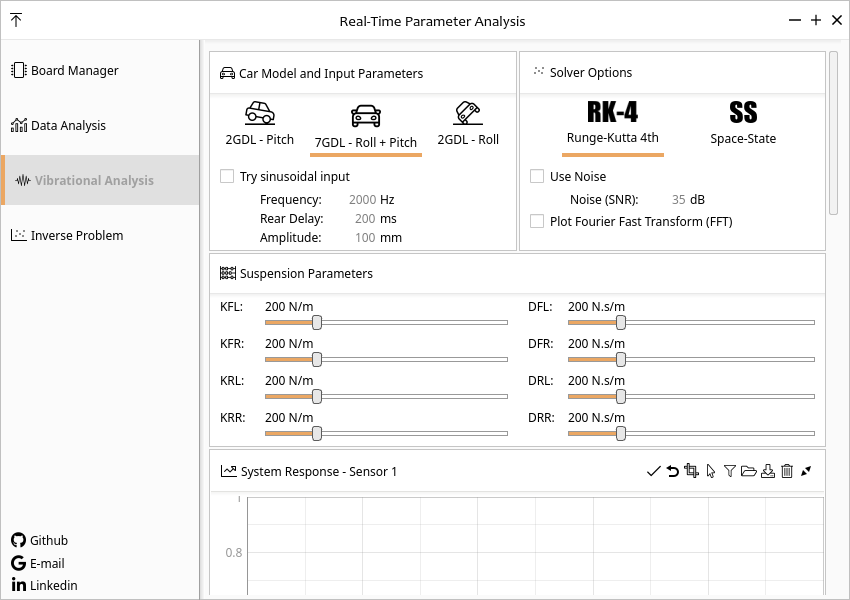 Real-Time Parameter Analysis
Board Manager
Data Analysis
Vibrational Analysis
Inverse Problem
Github
E-mail
Linkedin
Car Model and Input Parameters
2GDL - Pitch
7GDL - Roll + Pitch
2GDL - Roll
Try sinusoidal input
Frequency: 2000 Hz
Rear Delay: 200 ms
Amplitude: 100 mm
Solver Options
RK-4
Runge-Kutta 4th
SS
Space-State
Use Noise
Noise (SNR): 35 dB
Plot Fourier Fast Transform (FFT)
Suspension Parameters
KFL: 200 N/m
DFL: 200 N.s/m
KFR: 200 N/m
DFR: 200 N.s/m
KRL: 200 N/m
DRL: 200 N.s/m
KRR: 200 N/m
DRR: 200 N.s/m
System Response - Sensor 1
0.8